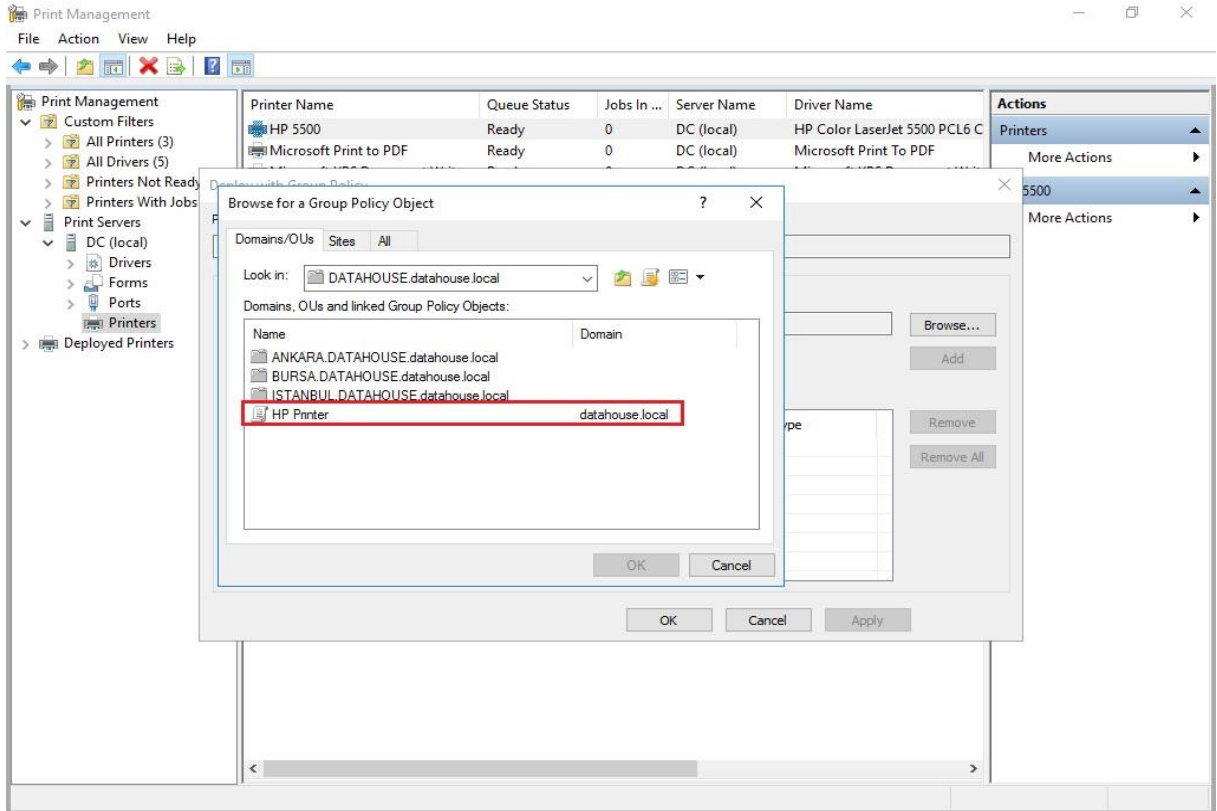 Print Management
File Action View Help
Print Management
Custom Filters
All Printers (3)
All Drivers (5)
Printers Not Ready
Printers With Jobs
Print Servers
DC (local)
Drivers
Forms
Ports
Printers
Deployed Printers
Printer Name Queue Status Jobs In ... Server Name Driver Name
HP 5500 Ready 0 DC (local) HP Color LaserJet 5500 PCL6 C
Microsoft Print to PDF Ready 0 DC (local) Microsoft Print To PDF
Deploy with Group Policy
Browse for a Group Policy Object
Domains/OUs Sites All
Look in: DATAHOUSE.datahouse.local
Domains, OUs and linked Group Policy Objects:
Name Domain
ANKARA.DATAHOUSE.datahouse.local
BURSA.DATAHOUSE.datahouse.local
ISTANBUL.DATAHOUSE.datahouse.local
HP Printer datahouse.local
OK Cancel
Browse...
Add
Remove
Remove All
OK Cancel Apply
Actions
Printers
More Actions
5500
More Actions